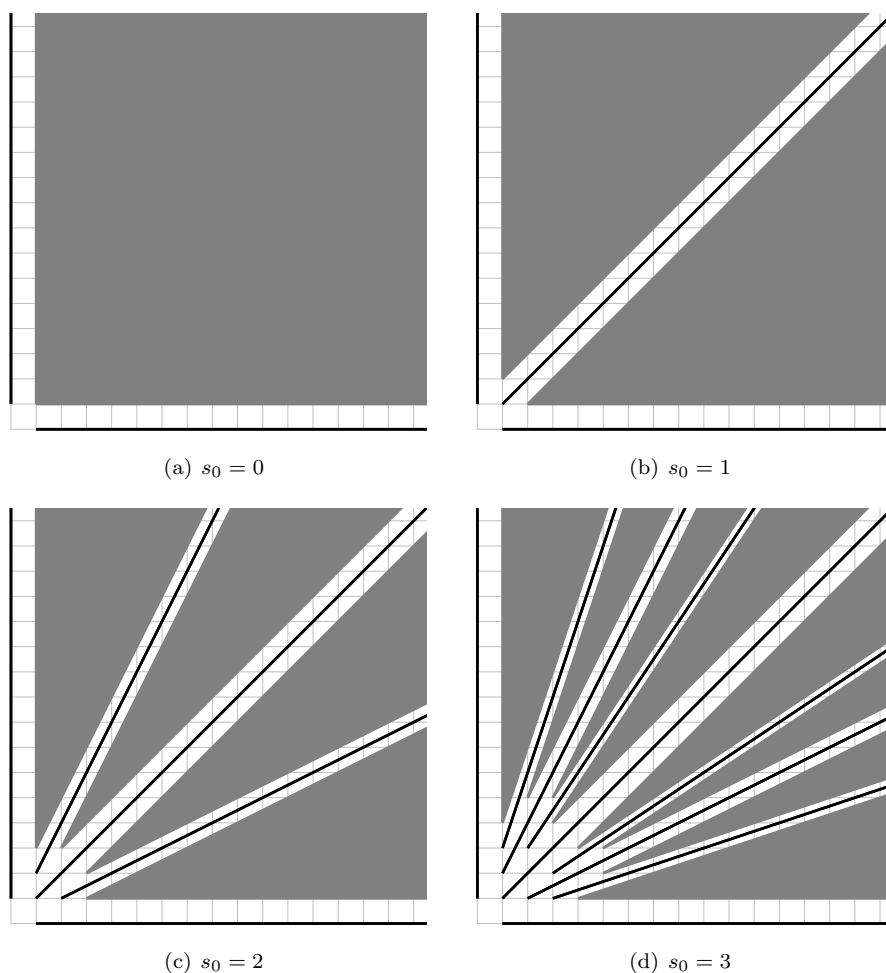 (a) s₀ = 0
(b) s₀ = 1
(c) s₀ = 2
(d) s₀ = 3